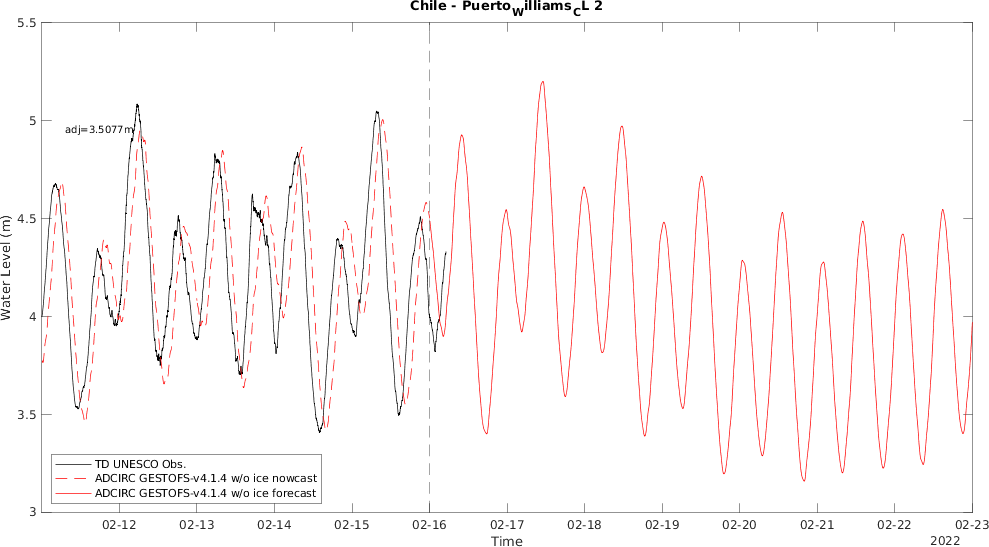 Chile - PuertoWilliamsCL 2
5.5
5
4.5
4
3.5
3
Water Level (m)
adj=3.5077m
TD UNESCO Obs.
ADCIRC GESTOFS-v4.1.4 w/o ice nowcast
ADCIRC GESTOFS-v4.1.4 w/o ice forecast
02-12 02-13 02-14 02-15 02-16 02-17 02-18 02-19 02-20 02-21 02-22 02-23
Time
2022